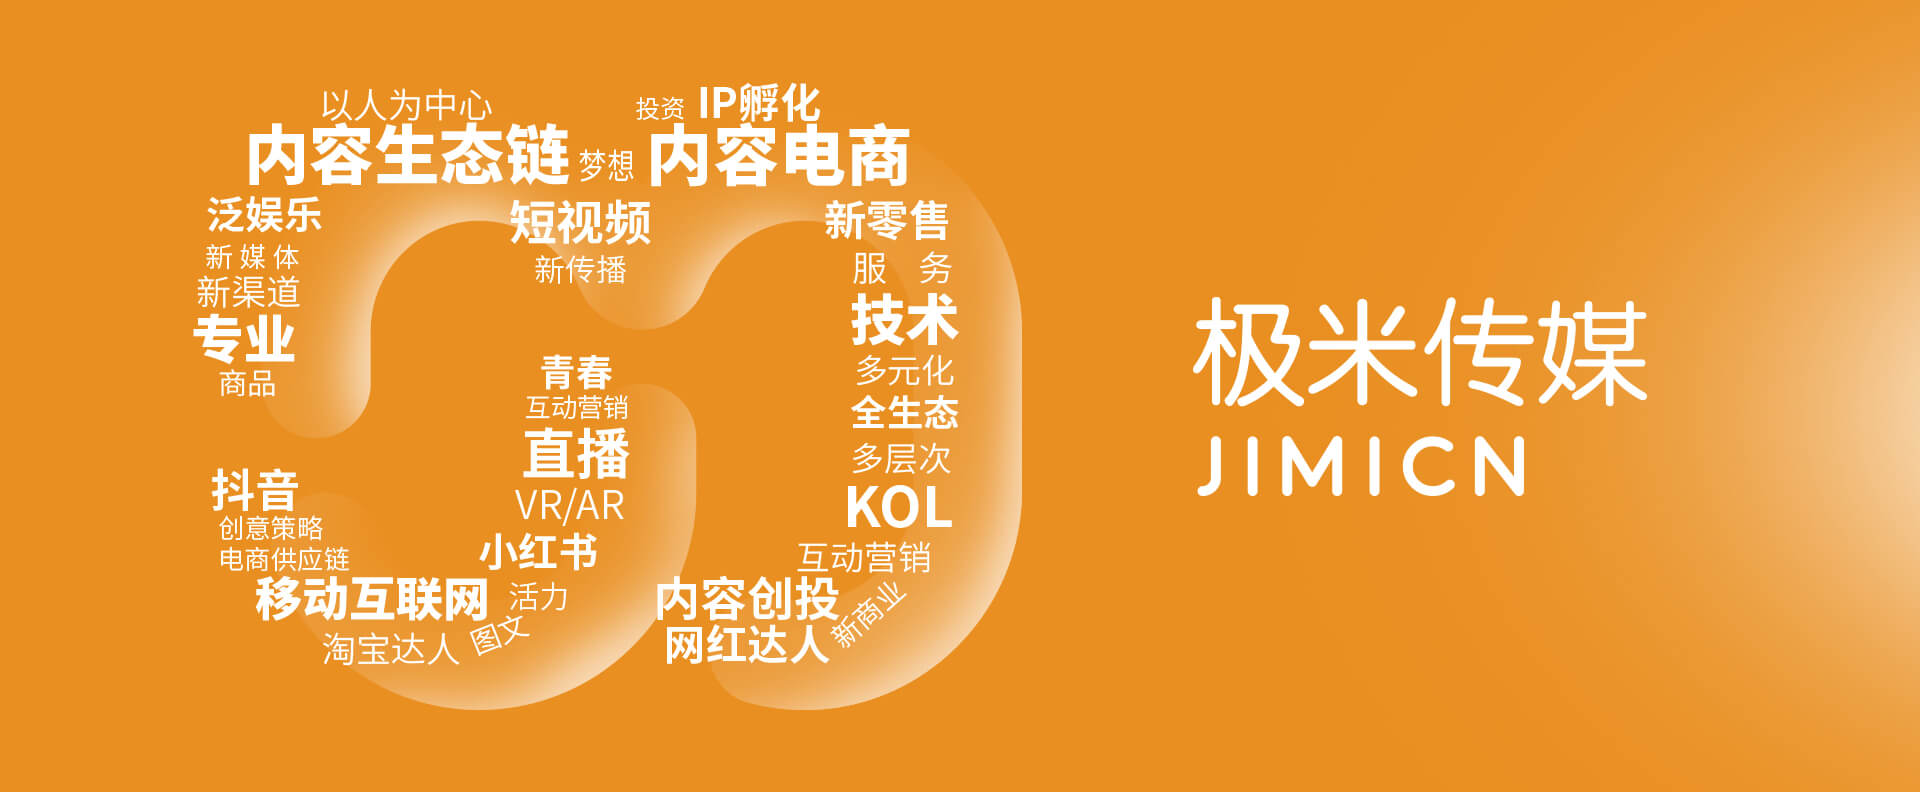 以人为中心
投资
IP孵化
内容生态链
梦想
内容电商
泛娱乐
短视频
新零售
新媒体
新传播
服 务
新渠道
技术
专业
商品
青春
多元化
互动营销
全生态
直播
多层次
抖音
VR/AR
KOL
创意策略
小红书
互动营销
电商供应链
移动互联网
活力
内容创投
新商业
淘宝达人
图文
网红达人
极米传媒
JIMICN